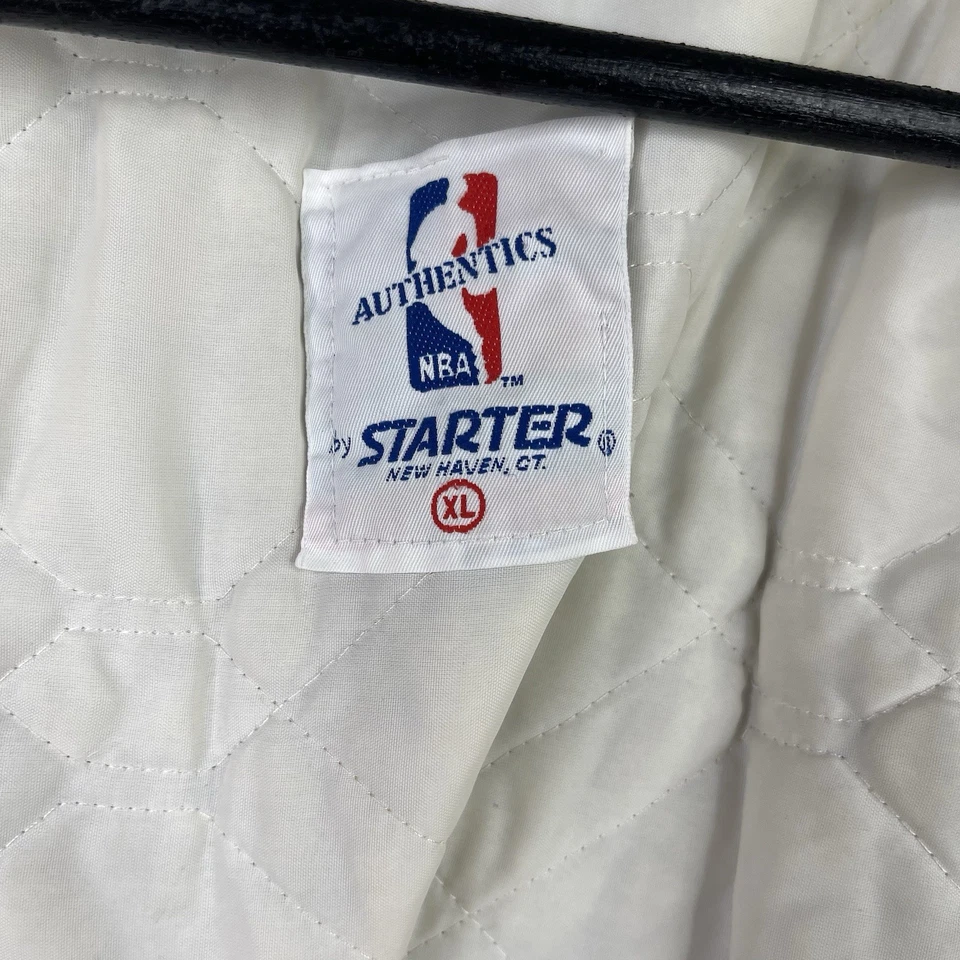 AUTHENTICS
NBA TM
by STARTER ®
NEW HAVEN, CT.
XL